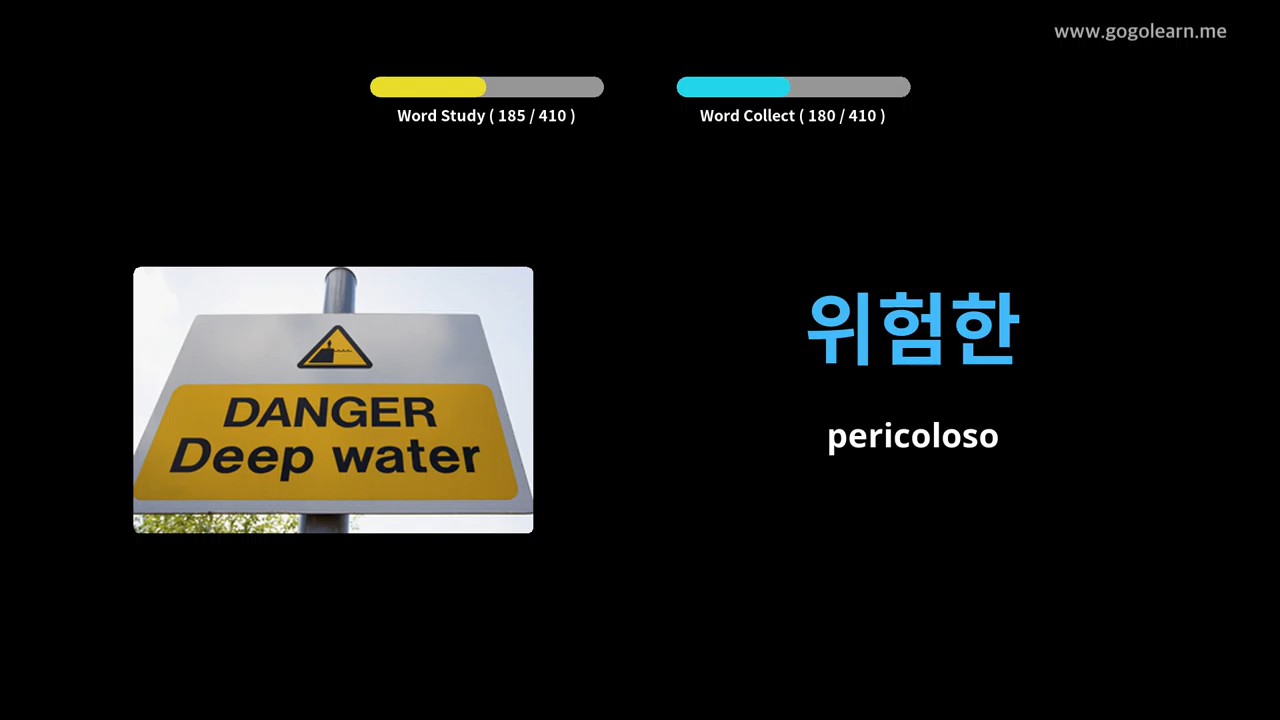 www.gogolearn.me
Word Study ( 185 / 410 )
Word Collect ( 180 / 410 )
DANGER
Deep water
위험한
pericoloso